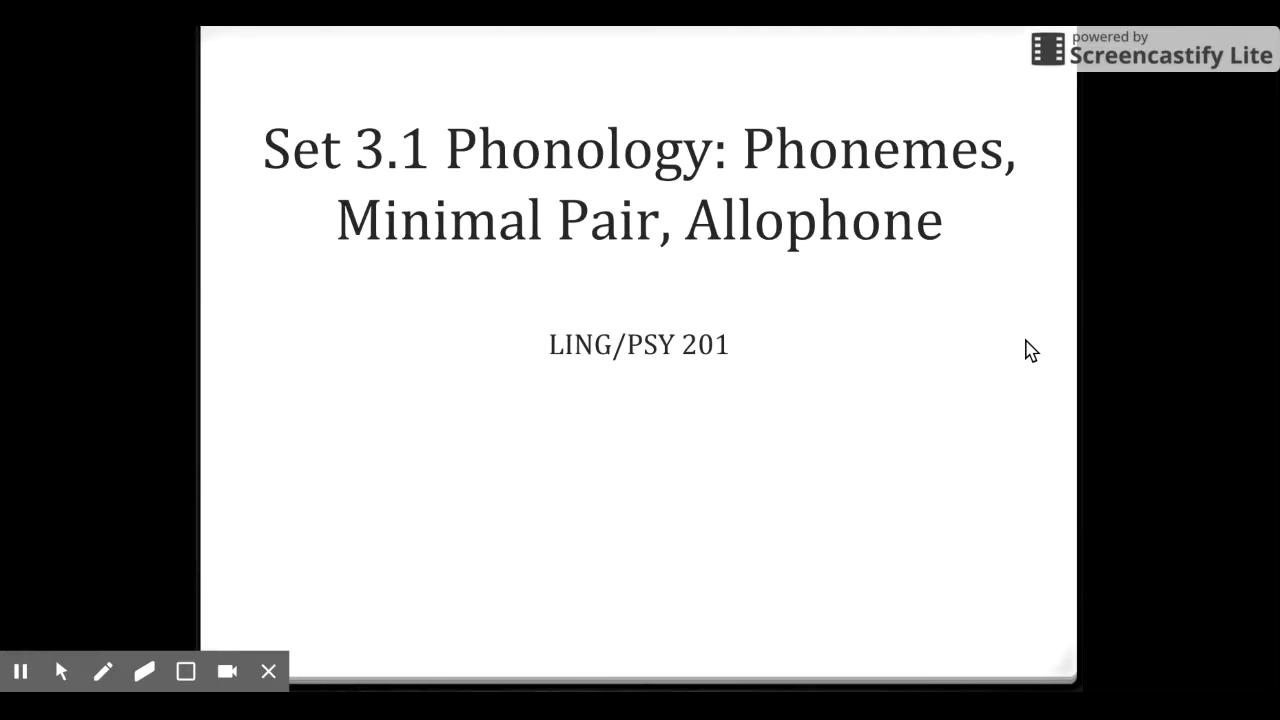 powered by
Screencastify Lite
Set 3.1 Phonology: Phonemes,
Minimal Pair, Allophone
LING/PSY 201